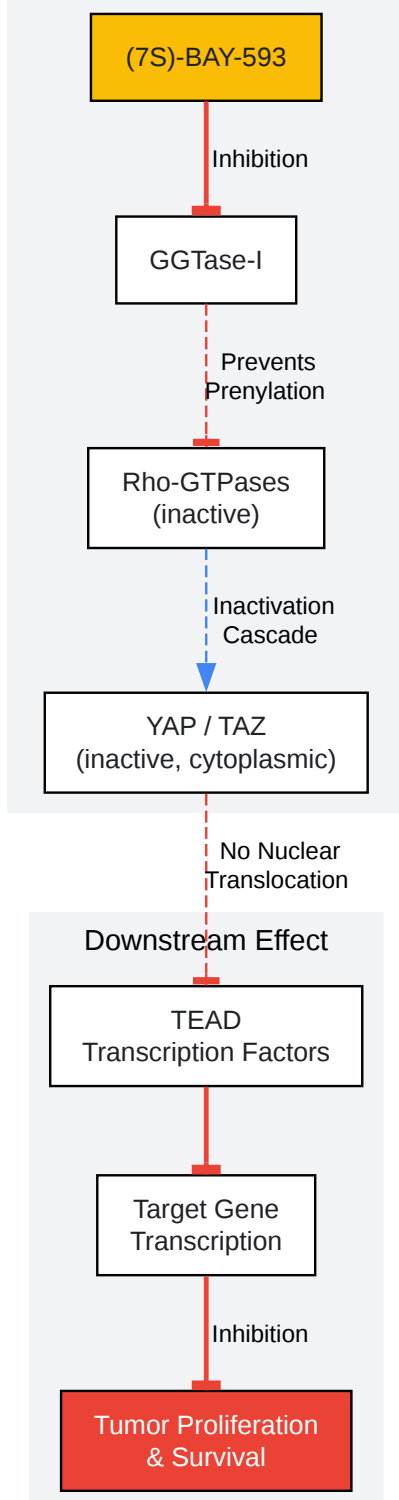 (7S)-BAY-593
Inhibition
GGTase-I
Prevents
Prenylation
Rho-GTPases
(inactive)
Inactivation
Cascade
YAP / TAZ
(inactive, cytoplasmic)
No Nuclear
Translocation
Downstream Effect
TEAD
Transcription Factors
Target Gene
Transcription
Inhibition
Tumor Proliferation
& Survival